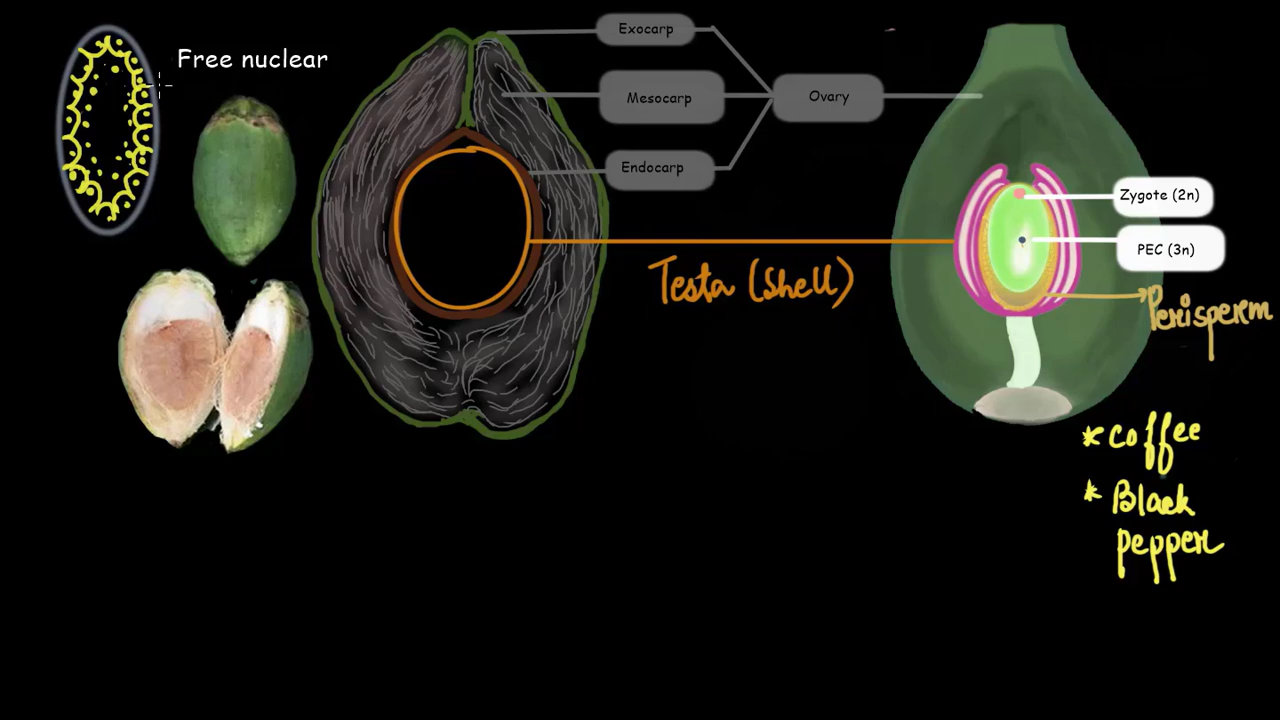 Free nuclear
Exocarp
Mesocarp
Ovary
Endocarp
Zygote (2n)
PEC (3n)
Testa (Shell)
Perisperm
* Coffee
* Black
pepper